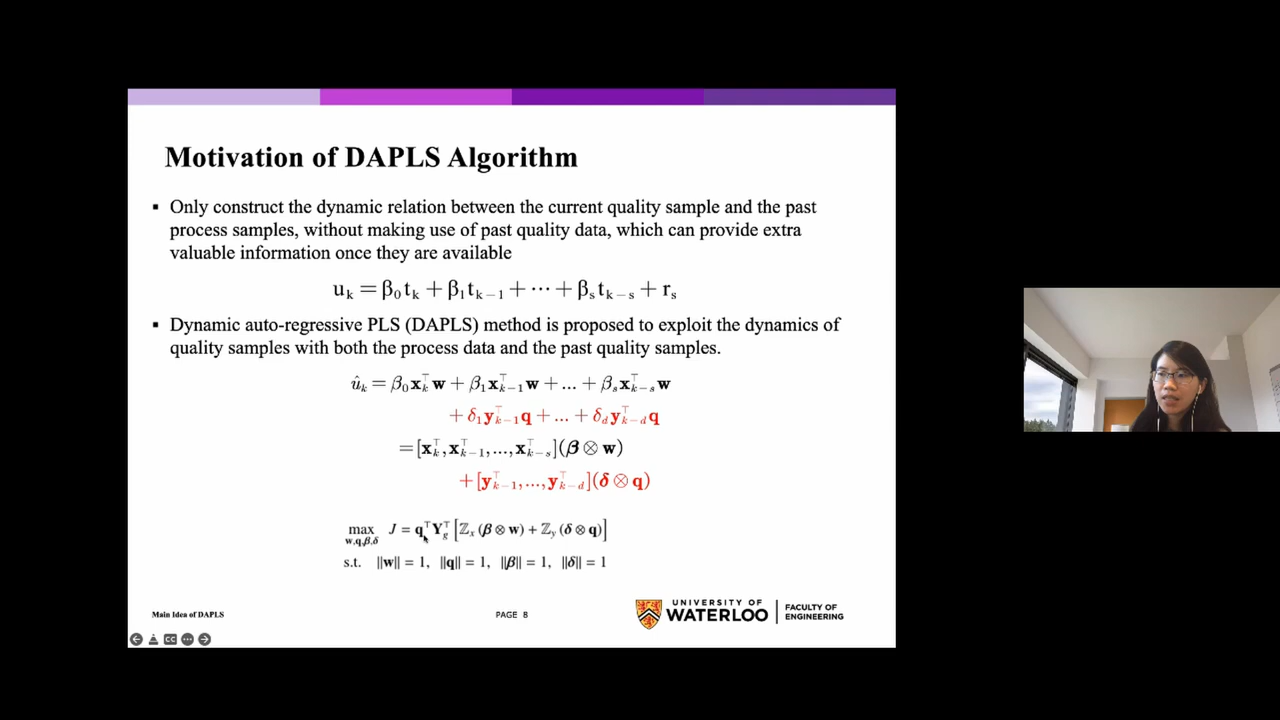 Motivation of DAPLS Algorithm
▪ Only construct the dynamic relation between the current quality sample and the past
process samples, without making use of past quality data, which can provide extra
valuable information once they are available
u_k = β_0 t_k + β_1 t_{k−1} + ⋯ + β_s t_{k−s} + r_s
▪ Dynamic auto-regressive PLS (DAPLS) method is proposed to exploit the dynamics of
quality samples with both the process data and the past quality samples.
û_k = β_0 x_k^⊤ w + β_1 x_{k−1}^⊤ w + ... + β_s x_{k−s}^⊤ w
+ δ_1 y_{k−1}^⊤ q + ... + δ_d y_{k−d}^⊤ q
= [x_k^⊤, x_{k−1}^⊤, ..., x_{k−s}^⊤](β ⊗ w)
+ [y_{k−1}^⊤, ..., y_{k−d}^⊤](δ ⊗ q)
max_{w,q,β,δ} J = q^⊤ Y_g^⊤ [ℤ_x (β ⊗ w) + ℤ_y (δ ⊗ q)]
s.t. ||w|| = 1, ||q|| = 1, ||β|| = 1, ||δ|| = 1
Main Idea of DAPLS
PAGE 8
UNIVERSITY OF
WATERLOO
FACULTY OF
ENGINEERING
CC